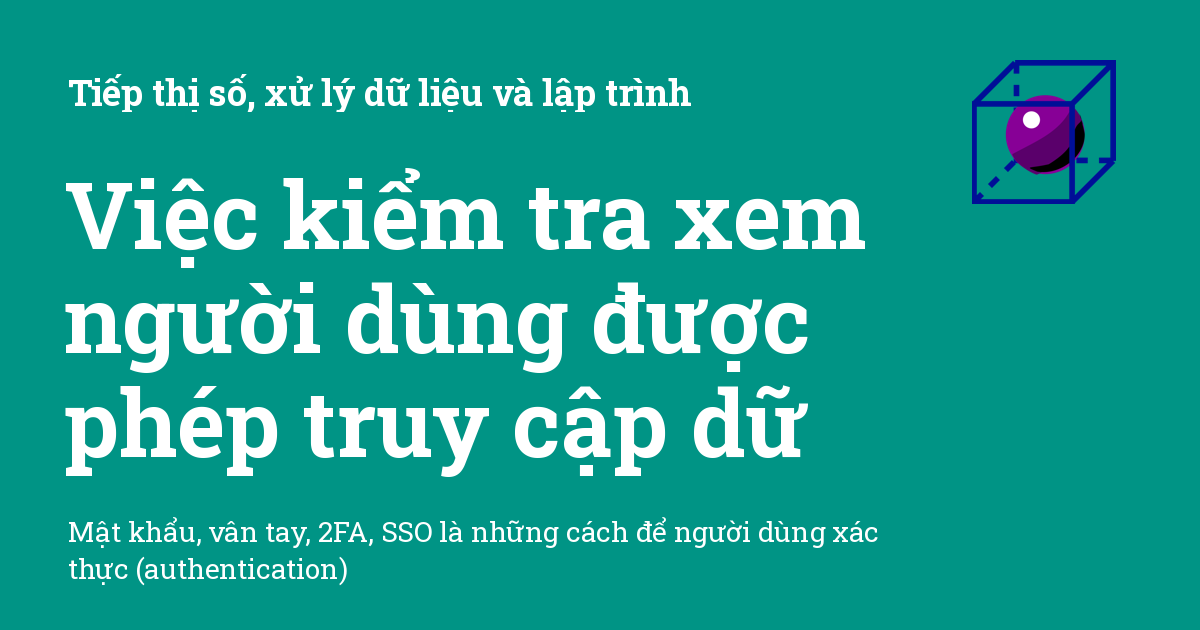 Tiếp thị số, xử lý dữ liệu và lập trình
Việc kiểm tra xem
người dùng được
phép truy cập dữ
Mật khẩu, vân tay, 2FA, SSO là những cách để người dùng xác
thực (authentication)